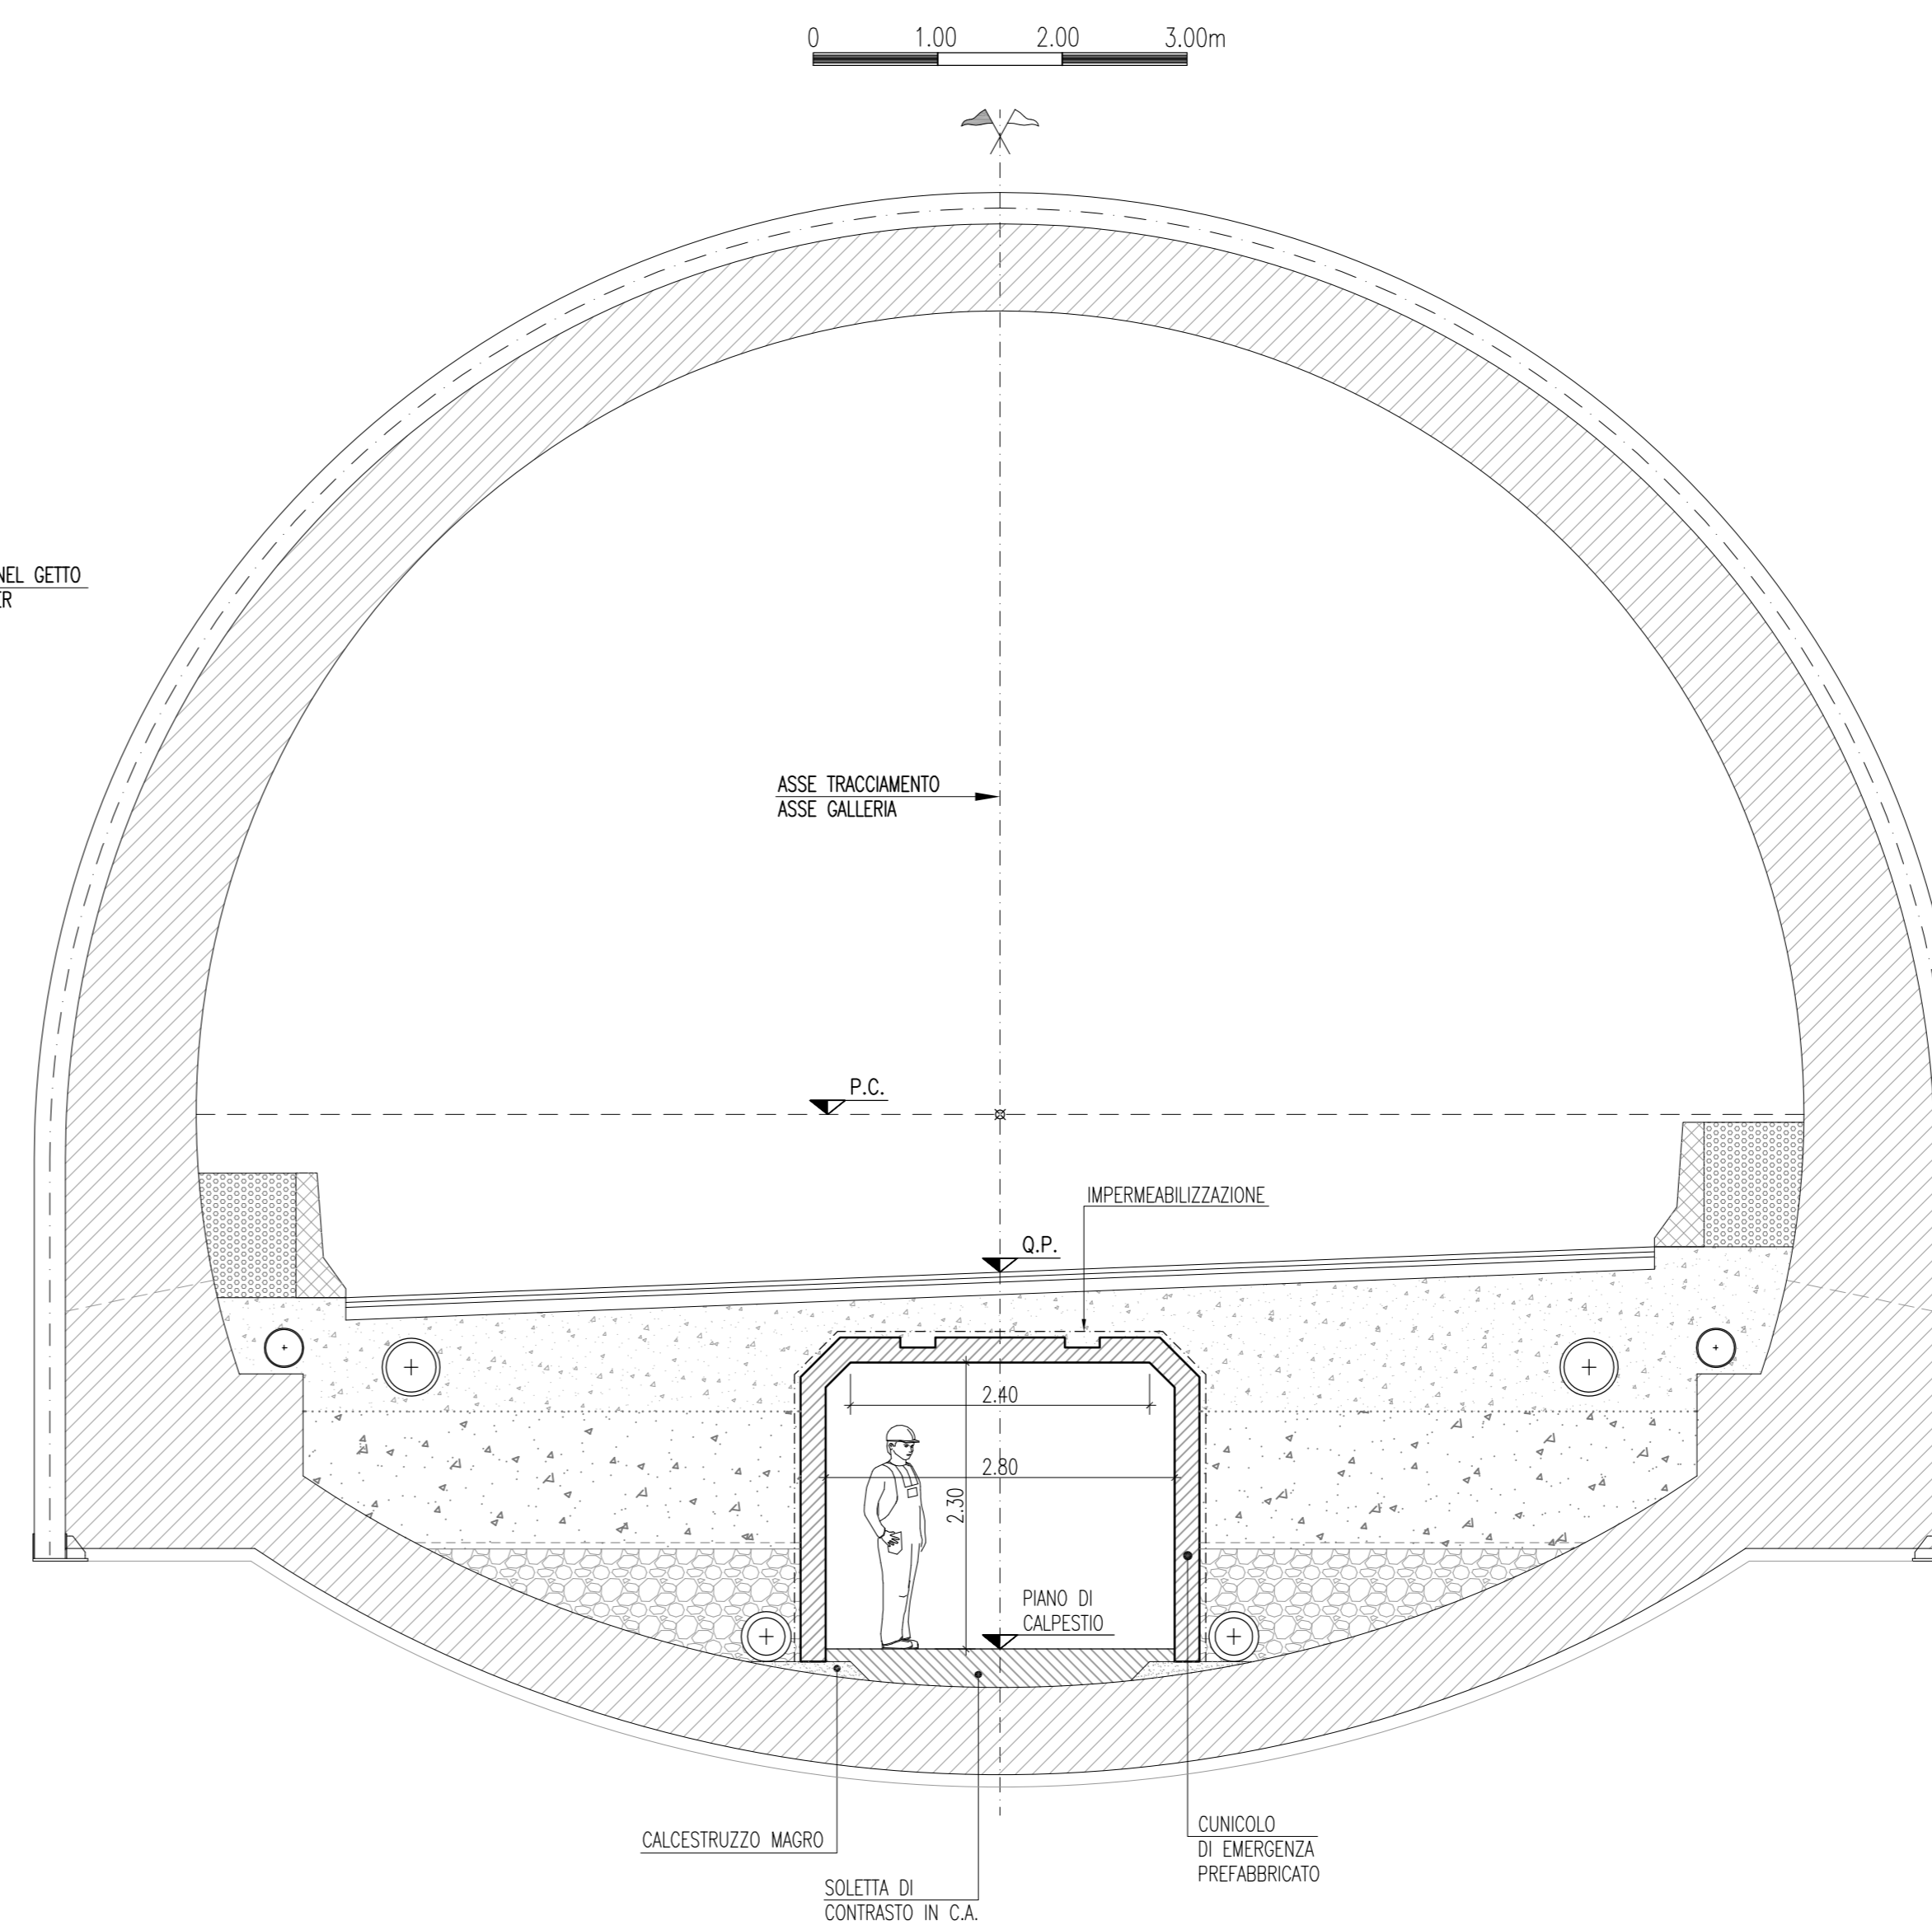 0 1.00 2.00 3.00m
NEL GETTO
ER
ASSE TRACCIAMENTO
ASSE GALLERIA
P.C.
IMPERMEABILIZZAZIONE
Q.P.
2.40
2.80
2.30
PIANO DI
CALPESTIO
CALCESTRUZZO MAGRO
CUNICOLO
DI EMERGENZA
PREFABBRICATO
SOLETTA DI
CONTRASTO IN C.A.